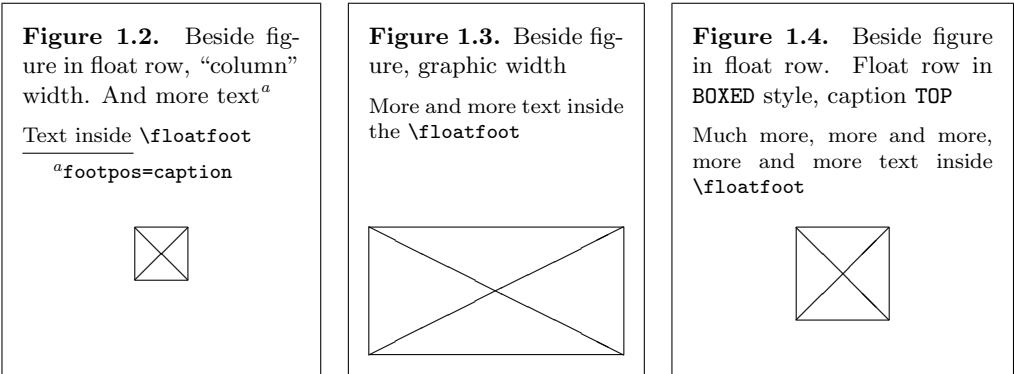 Figure 1.2. Beside fig-
ure in float row, “column”
width. And more textᵃ
Text inside \floatfoot
ᵃfootpos=caption
Figure 1.3. Beside fig-
ure, graphic width
More and more text inside
the \floatfoot
Figure 1.4. Beside figure
in float row. Float row in
BOXED style, caption TOP
Much more, more and more,
more and more text inside
\floatfoot